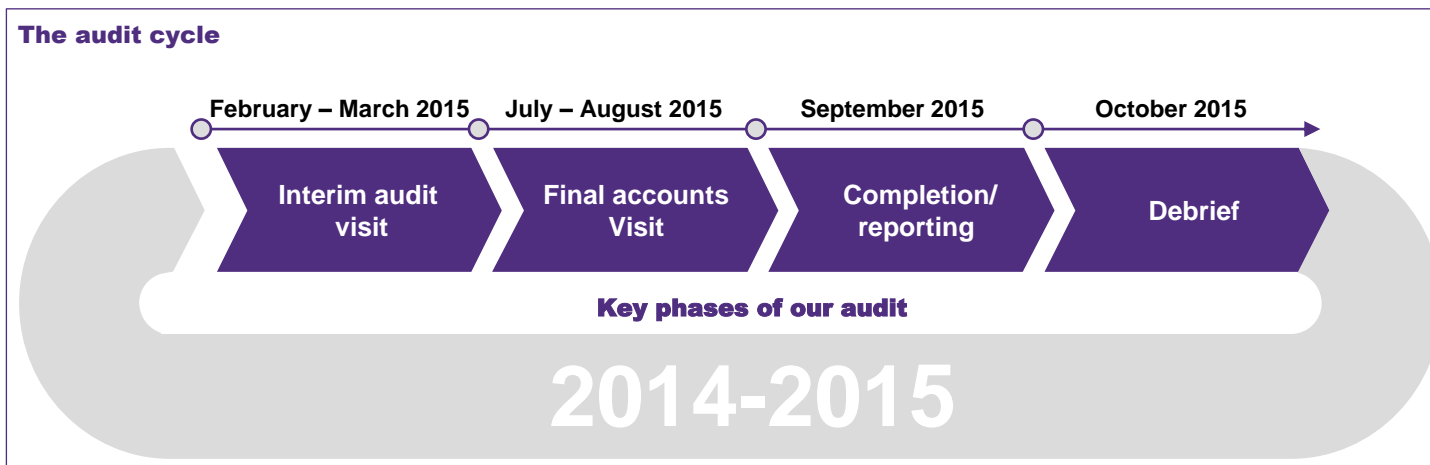 The audit cycle
February – March 2015
July – August 2015
September 2015
October 2015
Interim audit
visit
Final accounts
Visit
Completion/
reporting
Debrief
Key phases of our audit
2014-2015